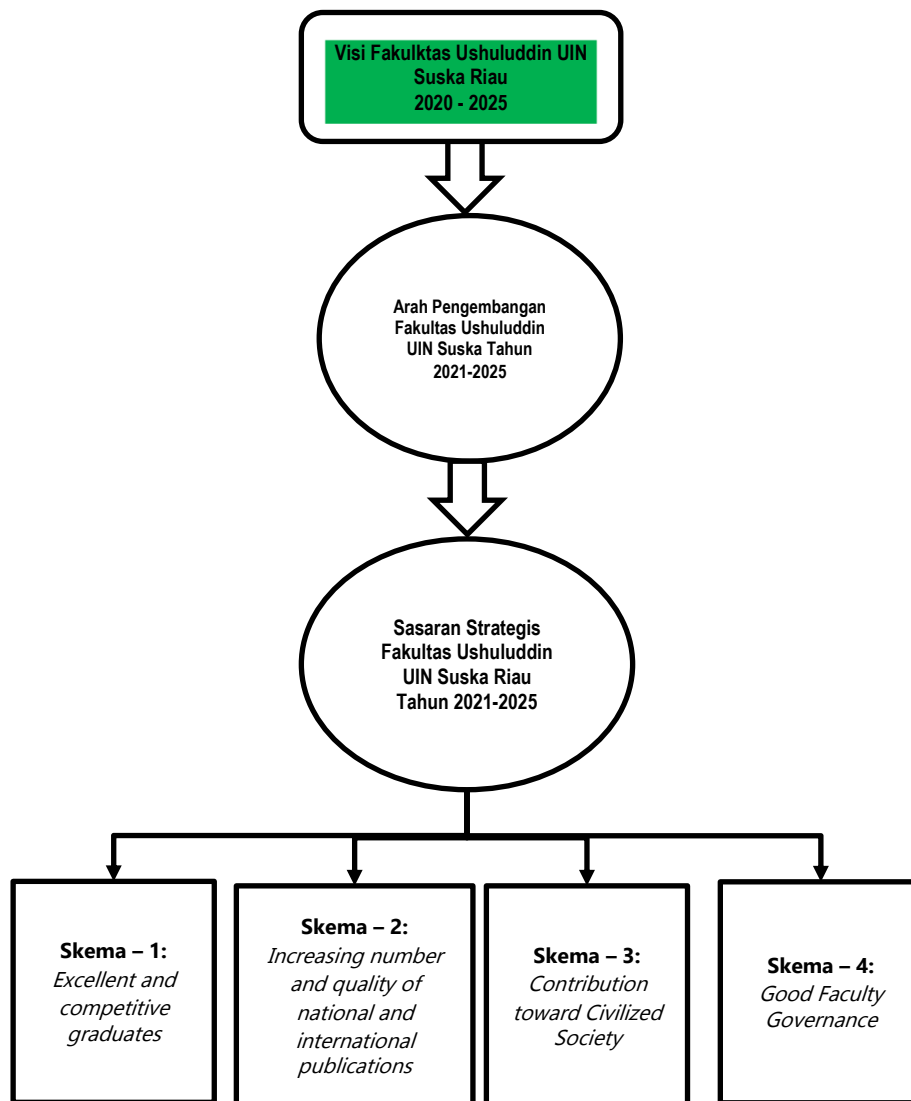 Visi Fakulktas Ushuluddin UIN
Suska Riau
2020 - 2025
Arah Pengembangan
Fakultas Ushuluddin
UIN Suska Tahun
2021-2025
Sasaran Strategis
Fakultas Ushuluddin
UIN Suska Riau
Tahun 2021-2025
Skema – 1:
Excellent and
competitive
graduates
Skema – 2:
Increasing number
and quality of
national and
international
publications
Skema – 3:
Contribution
toward Civilized
Society
Skema – 4:
Good Faculty
Governance